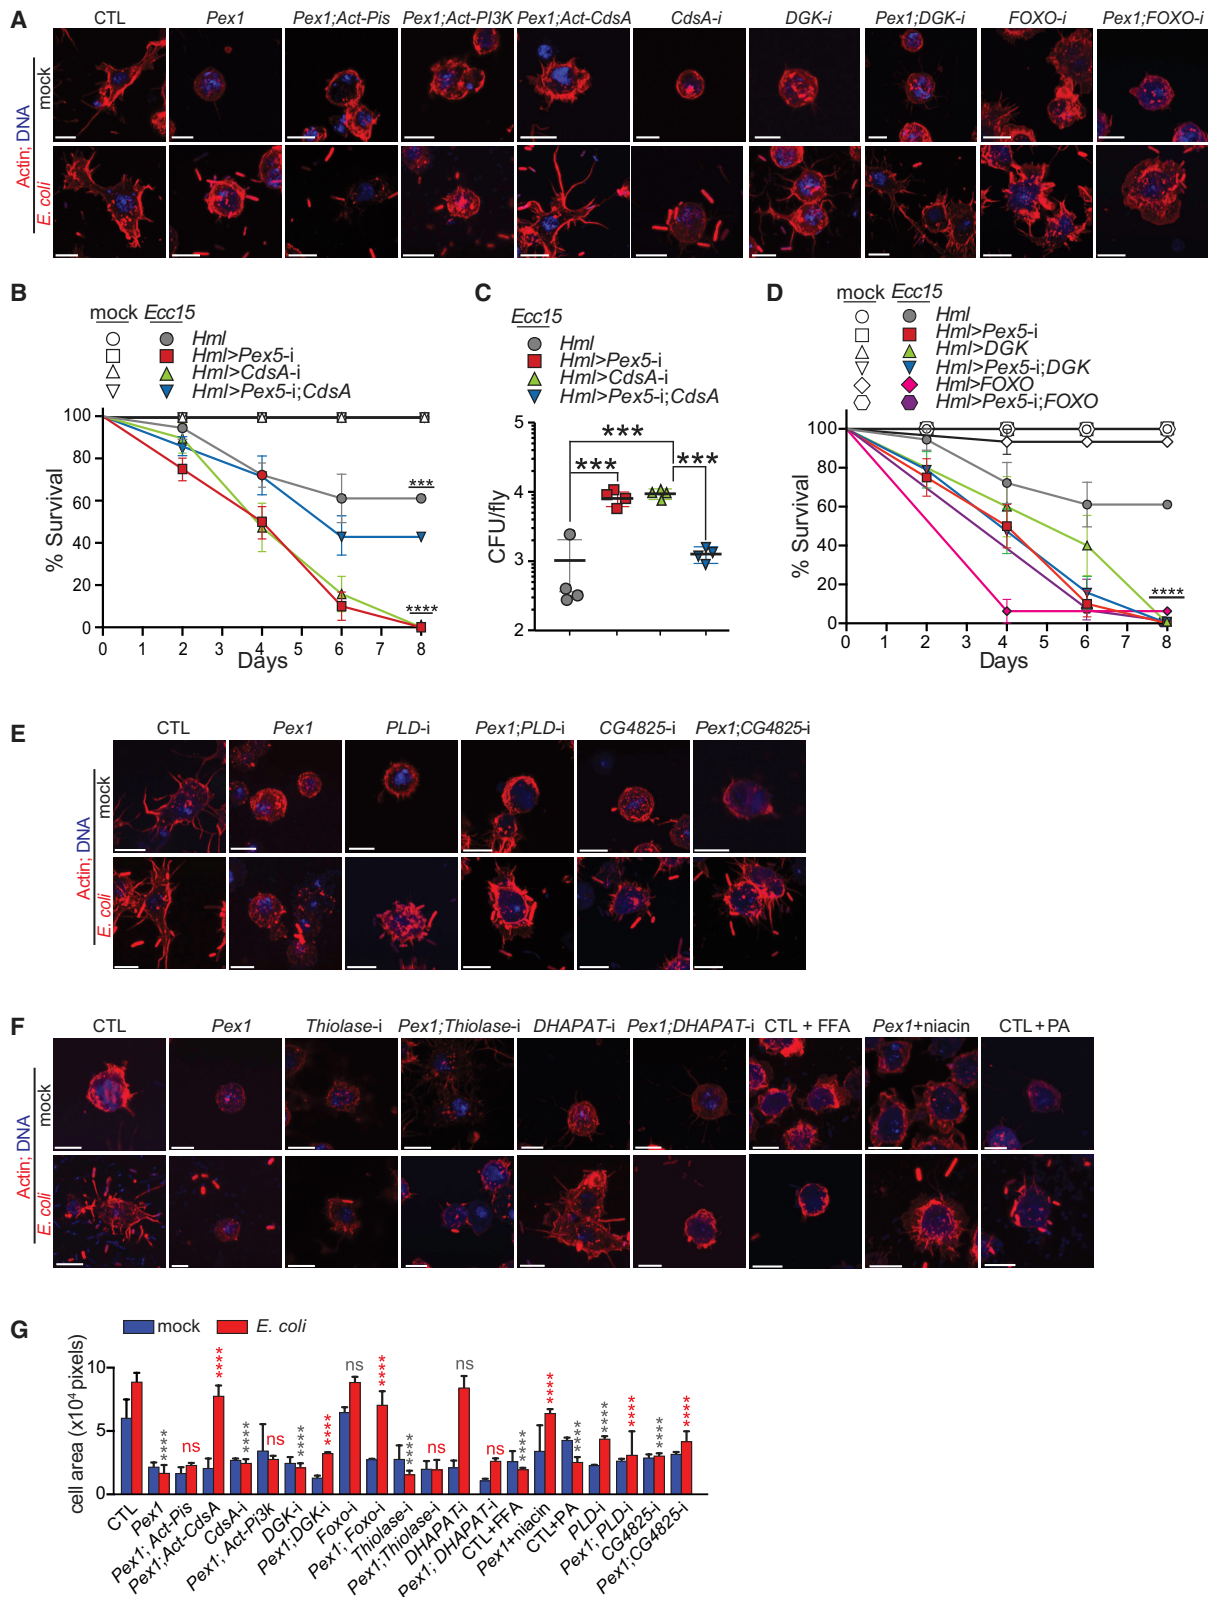 A
CTL Pex1 Pex1;Act-Pis Pex1;Act-PI3K Pex1;Act-CdsA CdsA-i DGK-i Pex1;DGK-i FOXO-i Pex1;FOXO-i
Actin; DNA
mock
E. coli
B
mock Ecc15
Hml
Hml>Pex5-i
Hml>CdsA-i
Hml>Pex5-i;CdsA
% Survival
100
80
60
40
20
0
***
****
0 1 2 3 4 5 6 7 8
Days
C
Ecc15
Hml
Hml>Pex5-i
Hml>CdsA-i
Hml>Pex5-i;CdsA
CFU/fly
5
4
3
2
***
*** ***
D
mock Ecc15
Hml
Hml>Pex5-i
Hml>DGK
Hml>Pex5-i;DGK
Hml>FOXO
Hml>Pex5-i;FOXO
% Survival
100
80
60
40
20
0
****
0 1 2 3 4 5 6 7 8
Days
E
CTL Pex1 PLD-i Pex1;PLD-i CG4825-i Pex1;CG4825-i
Actin; DNA
mock
E. coli
F
CTL Pex1 Thiolase-i Pex1;Thiolase-i DHAPAT-i Pex1;DHAPAT-i CTL + FFA Pex1+niacin CTL+PA
Actin; DNA
mock
E. coli
G
mock E. coli
cell area (x10⁴ pixels)
10
5
0
**** ns **** **** ns **** **** ns **** **** ns ns ns **** **** **** **** **** **** ****
CTL
Pex1
Pex1; Act-Pis
Pex1;Act-CdsA
CdsA-i
Pex1; Act-Pi3k
DGK-i
Pex1;DGK-i
Foxo-i
Pex1; Foxo-i
Thiolase-i
Pex1;Thiolase-i
DHAPAT-i
Pex1; DHAPAT-i
CTL+FFA
Pex1+niacin
CTL+PA
PLD-i
Pex1; PLD-i
CG4825-i
Pex1;CG4825-i